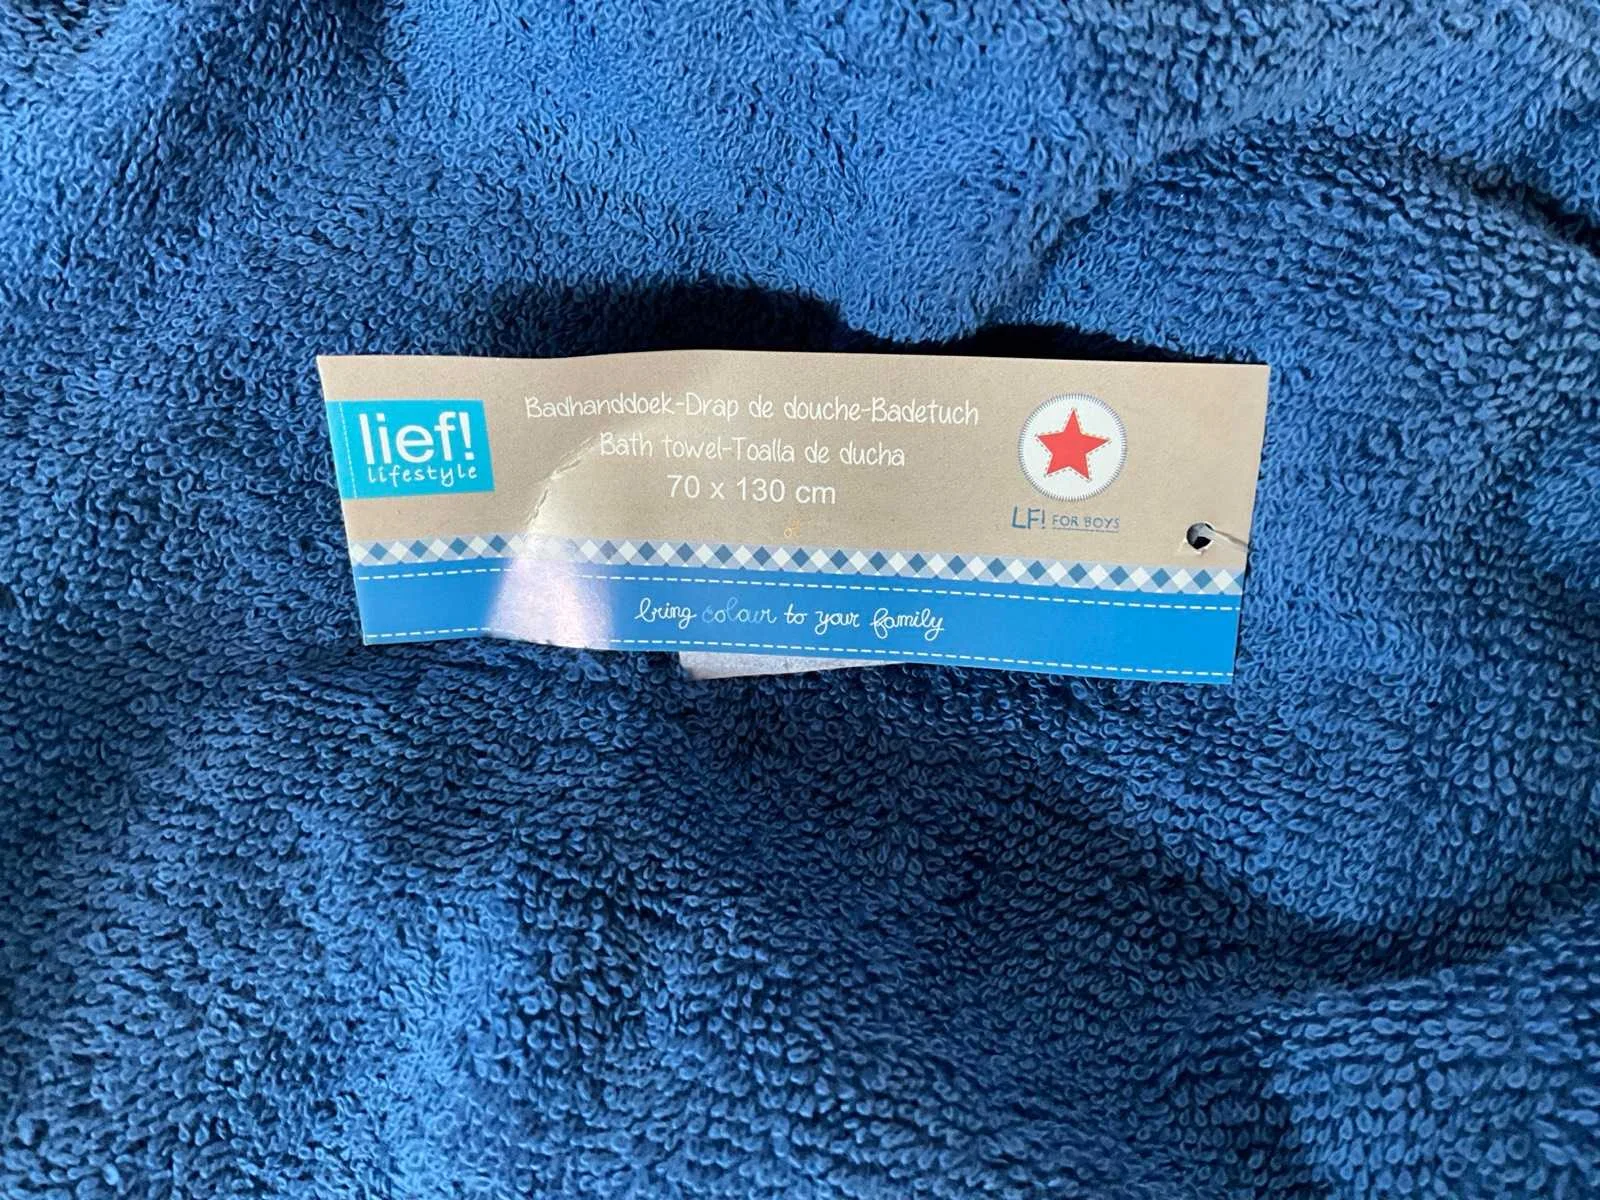 lief!
lifestyle
Badhanddoek-Drap de douche-Badetuch
Bath towel-Toalla de ducha
70 x 130 cm
LF! FOR BOYS
bring colour to your family